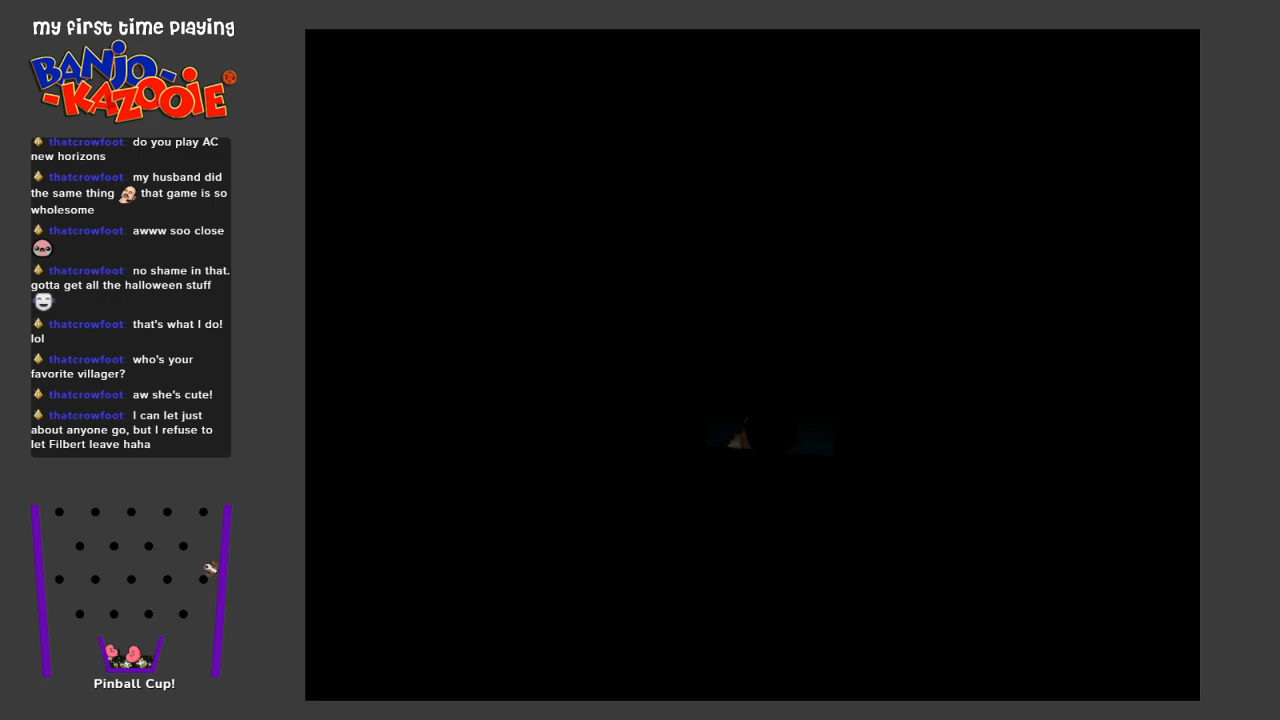 my first time playing
BANJO-
-KAZOOIE
thatcrowfoot: do you play AC
new horizons
thatcrowfoot: my husband did
the same thing that game is so
wholesome
thatcrowfoot: awww soo close
thatcrowfoot: no shame in that.
gotta get all the halloween stuff
thatcrowfoot: that's what I do!
lol
thatcrowfoot: who's your
favorite villager?
thatcrowfoot: aw she's cute!
thatcrowfoot: I can let just
about anyone go, but I refuse to
let Filbert leave haha
Pinball Cup!